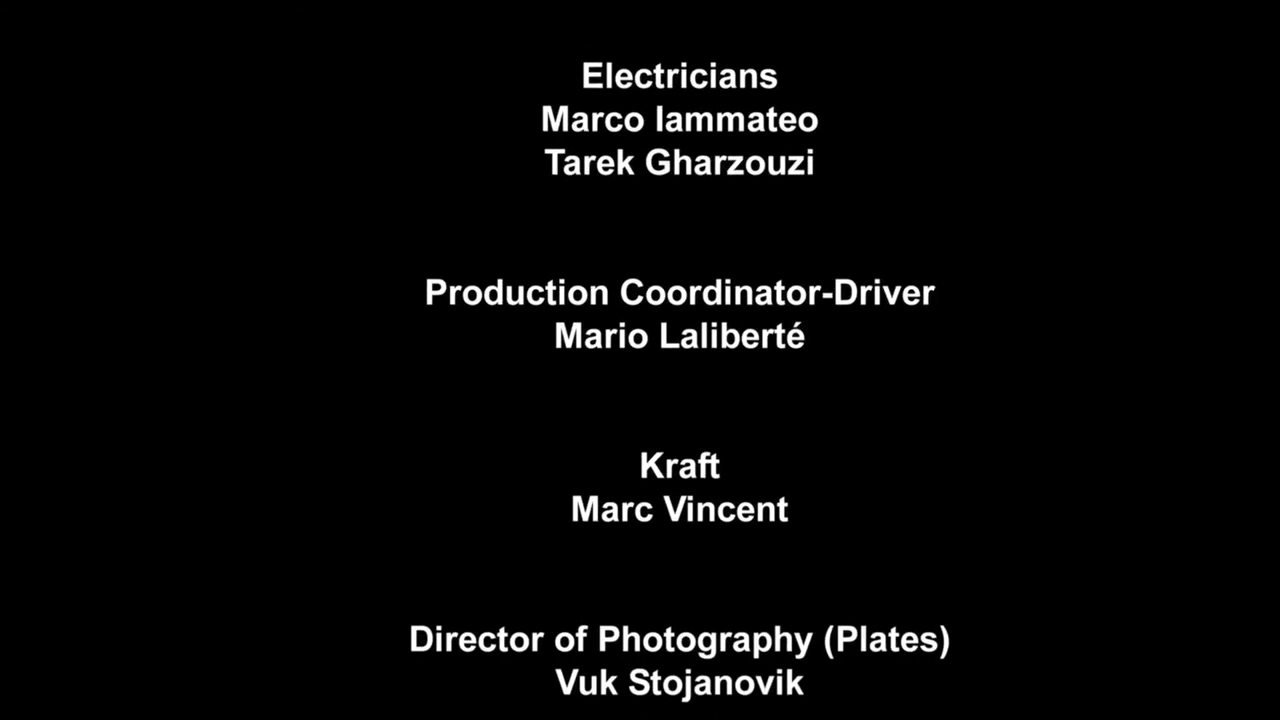 Electricians
Marco Iammateo
Tarek Gharzouzi
Production Coordinator-Driver
Mario Laliberté
Kraft
Marc Vincent
Director of Photography (Plates)
Vuk Stojanovik